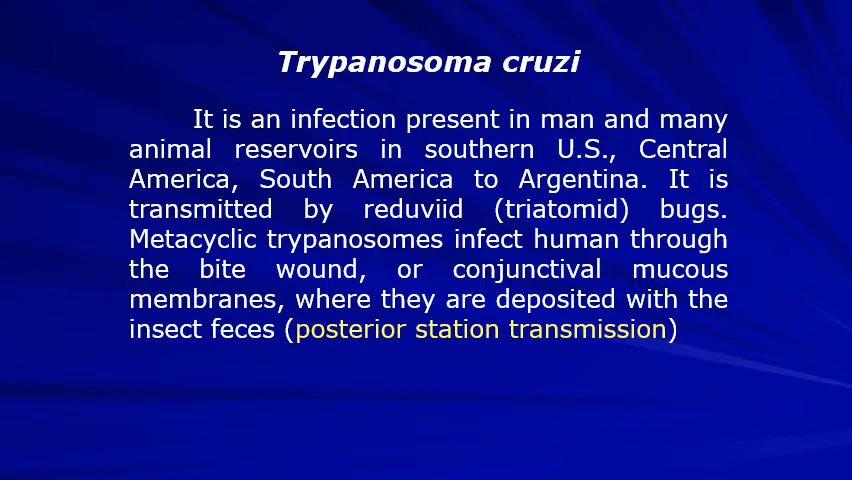 Trypanosoma cruzi
It is an infection present in man and many
animal reservoirs in southern U.S., Central
America, South America to Argentina. It is
transmitted by reduviid (triatomid) bugs.
Metacyclic trypanosomes infect human through
the bite wound, or conjunctival mucous
membranes, where they are deposited with the
insect feces (posterior station transmission)